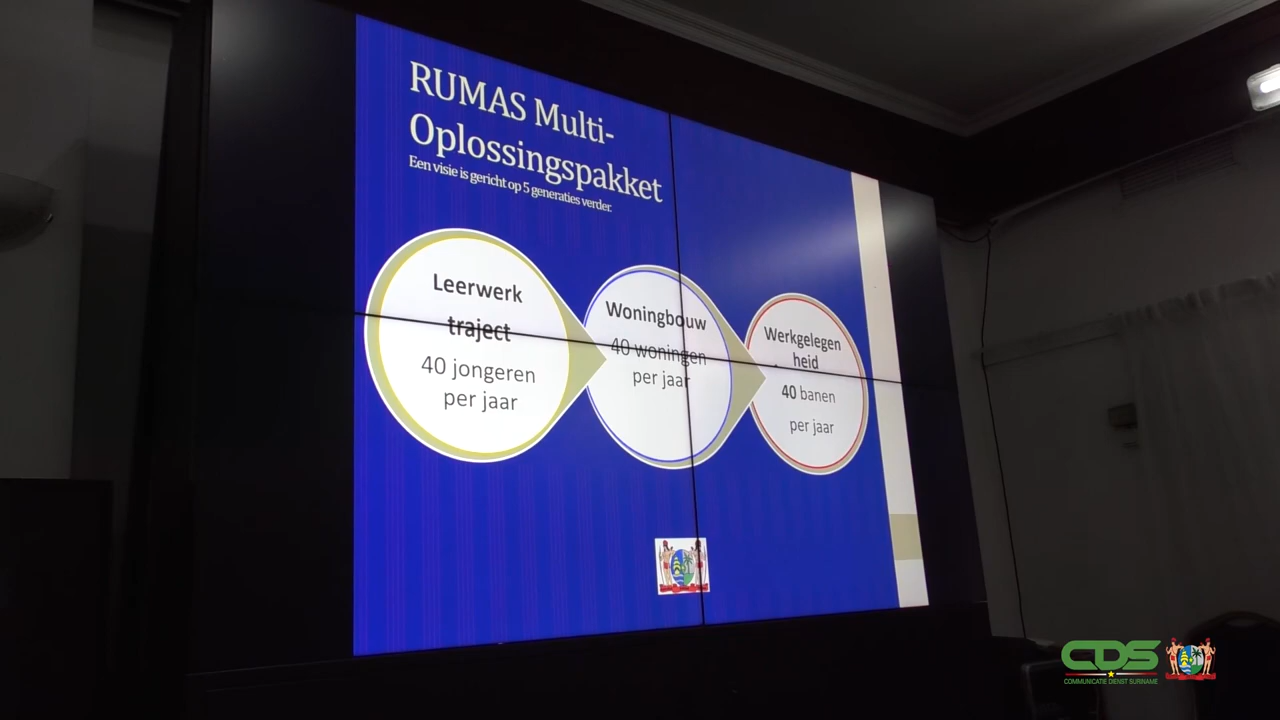 RUMAS Multi-
Oplossingspakket
Een visie is gericht op 5 generaties verder.
Leerwerk
traject
40 jongeren
per jaar
Woningbouw
40 woningen
per jaar
Werkgelegen
heid
40 banen
per jaar
CDS
COMMUNICATIE DIENST SURINAME